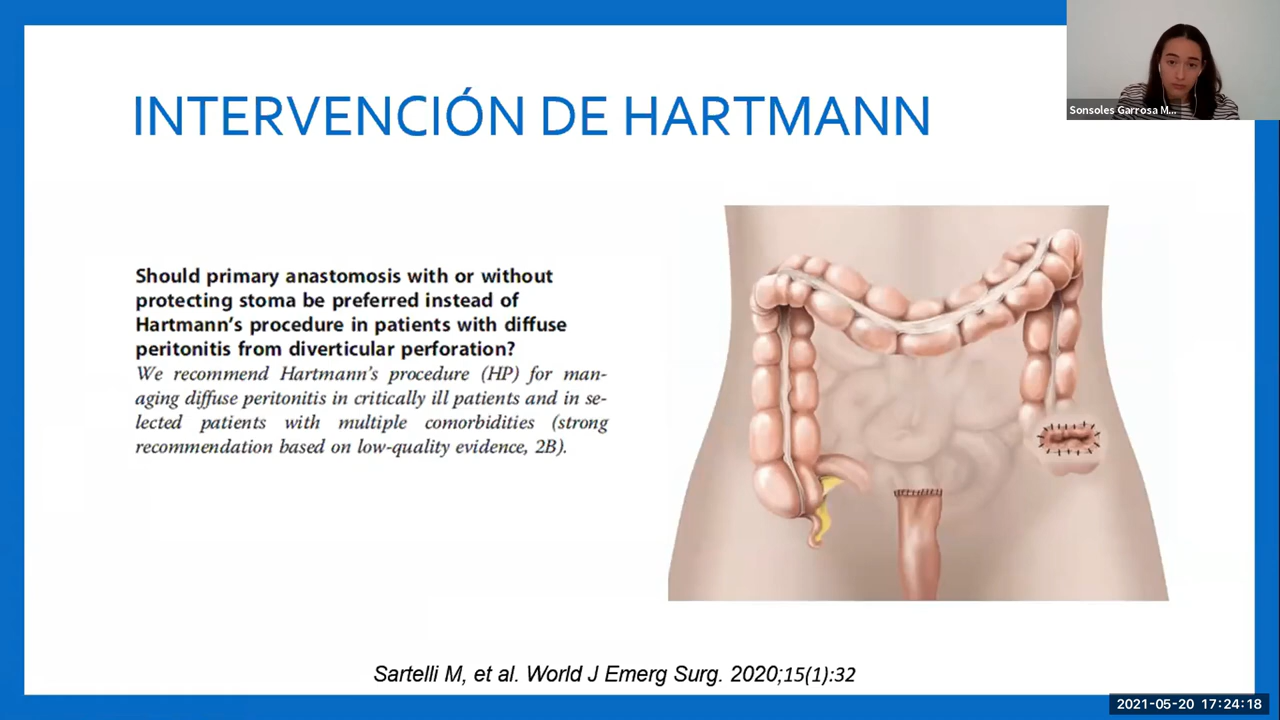 INTERVENCIÓN DE HARTMANN
Sonsoles Garrosa M...
Should primary anastomosis with or without
protecting stoma be preferred instead of
Hartmann's procedure in patients with diffuse
peritonitis from diverticular perforation?
We recommend Hartmann's procedure (HP) for man-
aging diffuse peritonitis in critically ill patients and in se-
lected patients with multiple comorbidities (strong
recommendation based on low-quality evidence, 2B).
Sartelli M, et al. World J Emerg Surg. 2020;15(1):32
2021-05-20 17:24:18